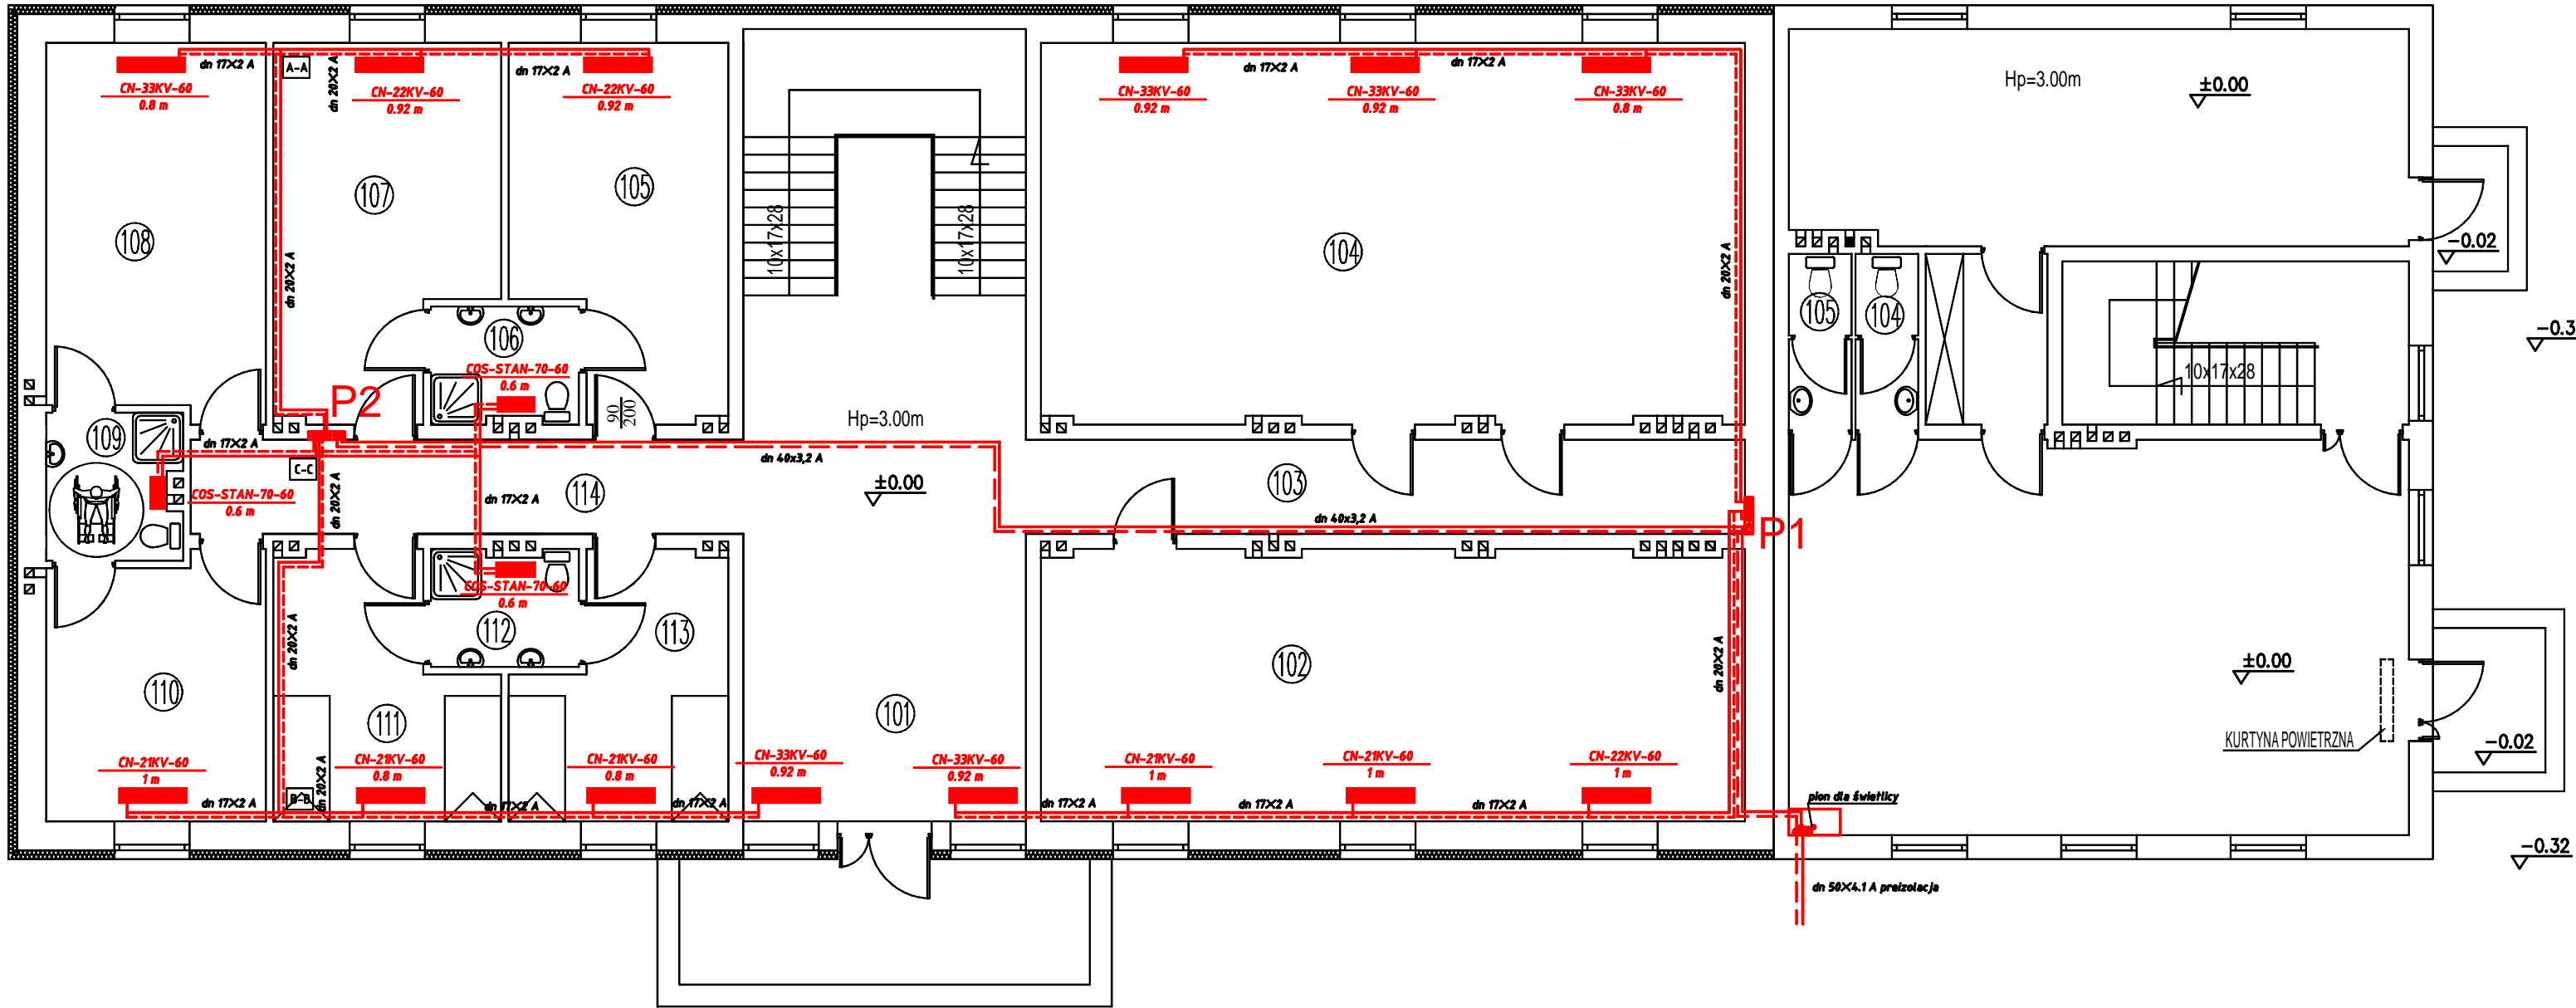 dn 17X2 A
A-A
dn 20X2 A
dn 17X2 A
CN-33KV-60
0.8 m
CN-22KV-60
0.92 m
CN-22KV-60
0.92 m
dn 17X2 A
dn 17X2 A
CN-33KV-60
0.92 m
CN-33KV-60
0.92 m
CN-33KV-60
0.8 m
Hp=3.00m
±0.00
108
107
105
10x17x28
10x17x28
104
dn 20X2 A
dn 20X2 A
-0.02
106
COS-STAN-70-60
0.6 m
105
104
-0.3
10x17x28
P2
90
200
Hp=3.00m
109
dn 17X2 A
C-C
dn 40x3,2 A
COS-STAN-70-60
0.6 m
dn 20X2 A
dn 17X2 A
114
±0.00
103
dn 40x3,2 A
P1
COS-STAN-70-60
0.6 m
112
113
dn 20X2 A
102
dn 20X2 A
±0.00
110
111
101
KURTYNA POWIETRZNA
-0.02
CN-21KV-60
1 m
CN-21KV-60
0.8 m
CN-21KV-60
0.8 m
CN-33KV-60
0.92 m
CN-33KV-60
0.92 m
CN-21KV-60
1 m
CN-21KV-60
1 m
CN-22KV-60
1 m
dn 17X2 A
B-B
dn 20X2 A
dn 17X2 A
dn 17X2 A
dn 17X2 A
dn 17X2 A
dn 17X2 A
pion dla świetlicy
-0.32
dn 50X4.1 A preizolacja